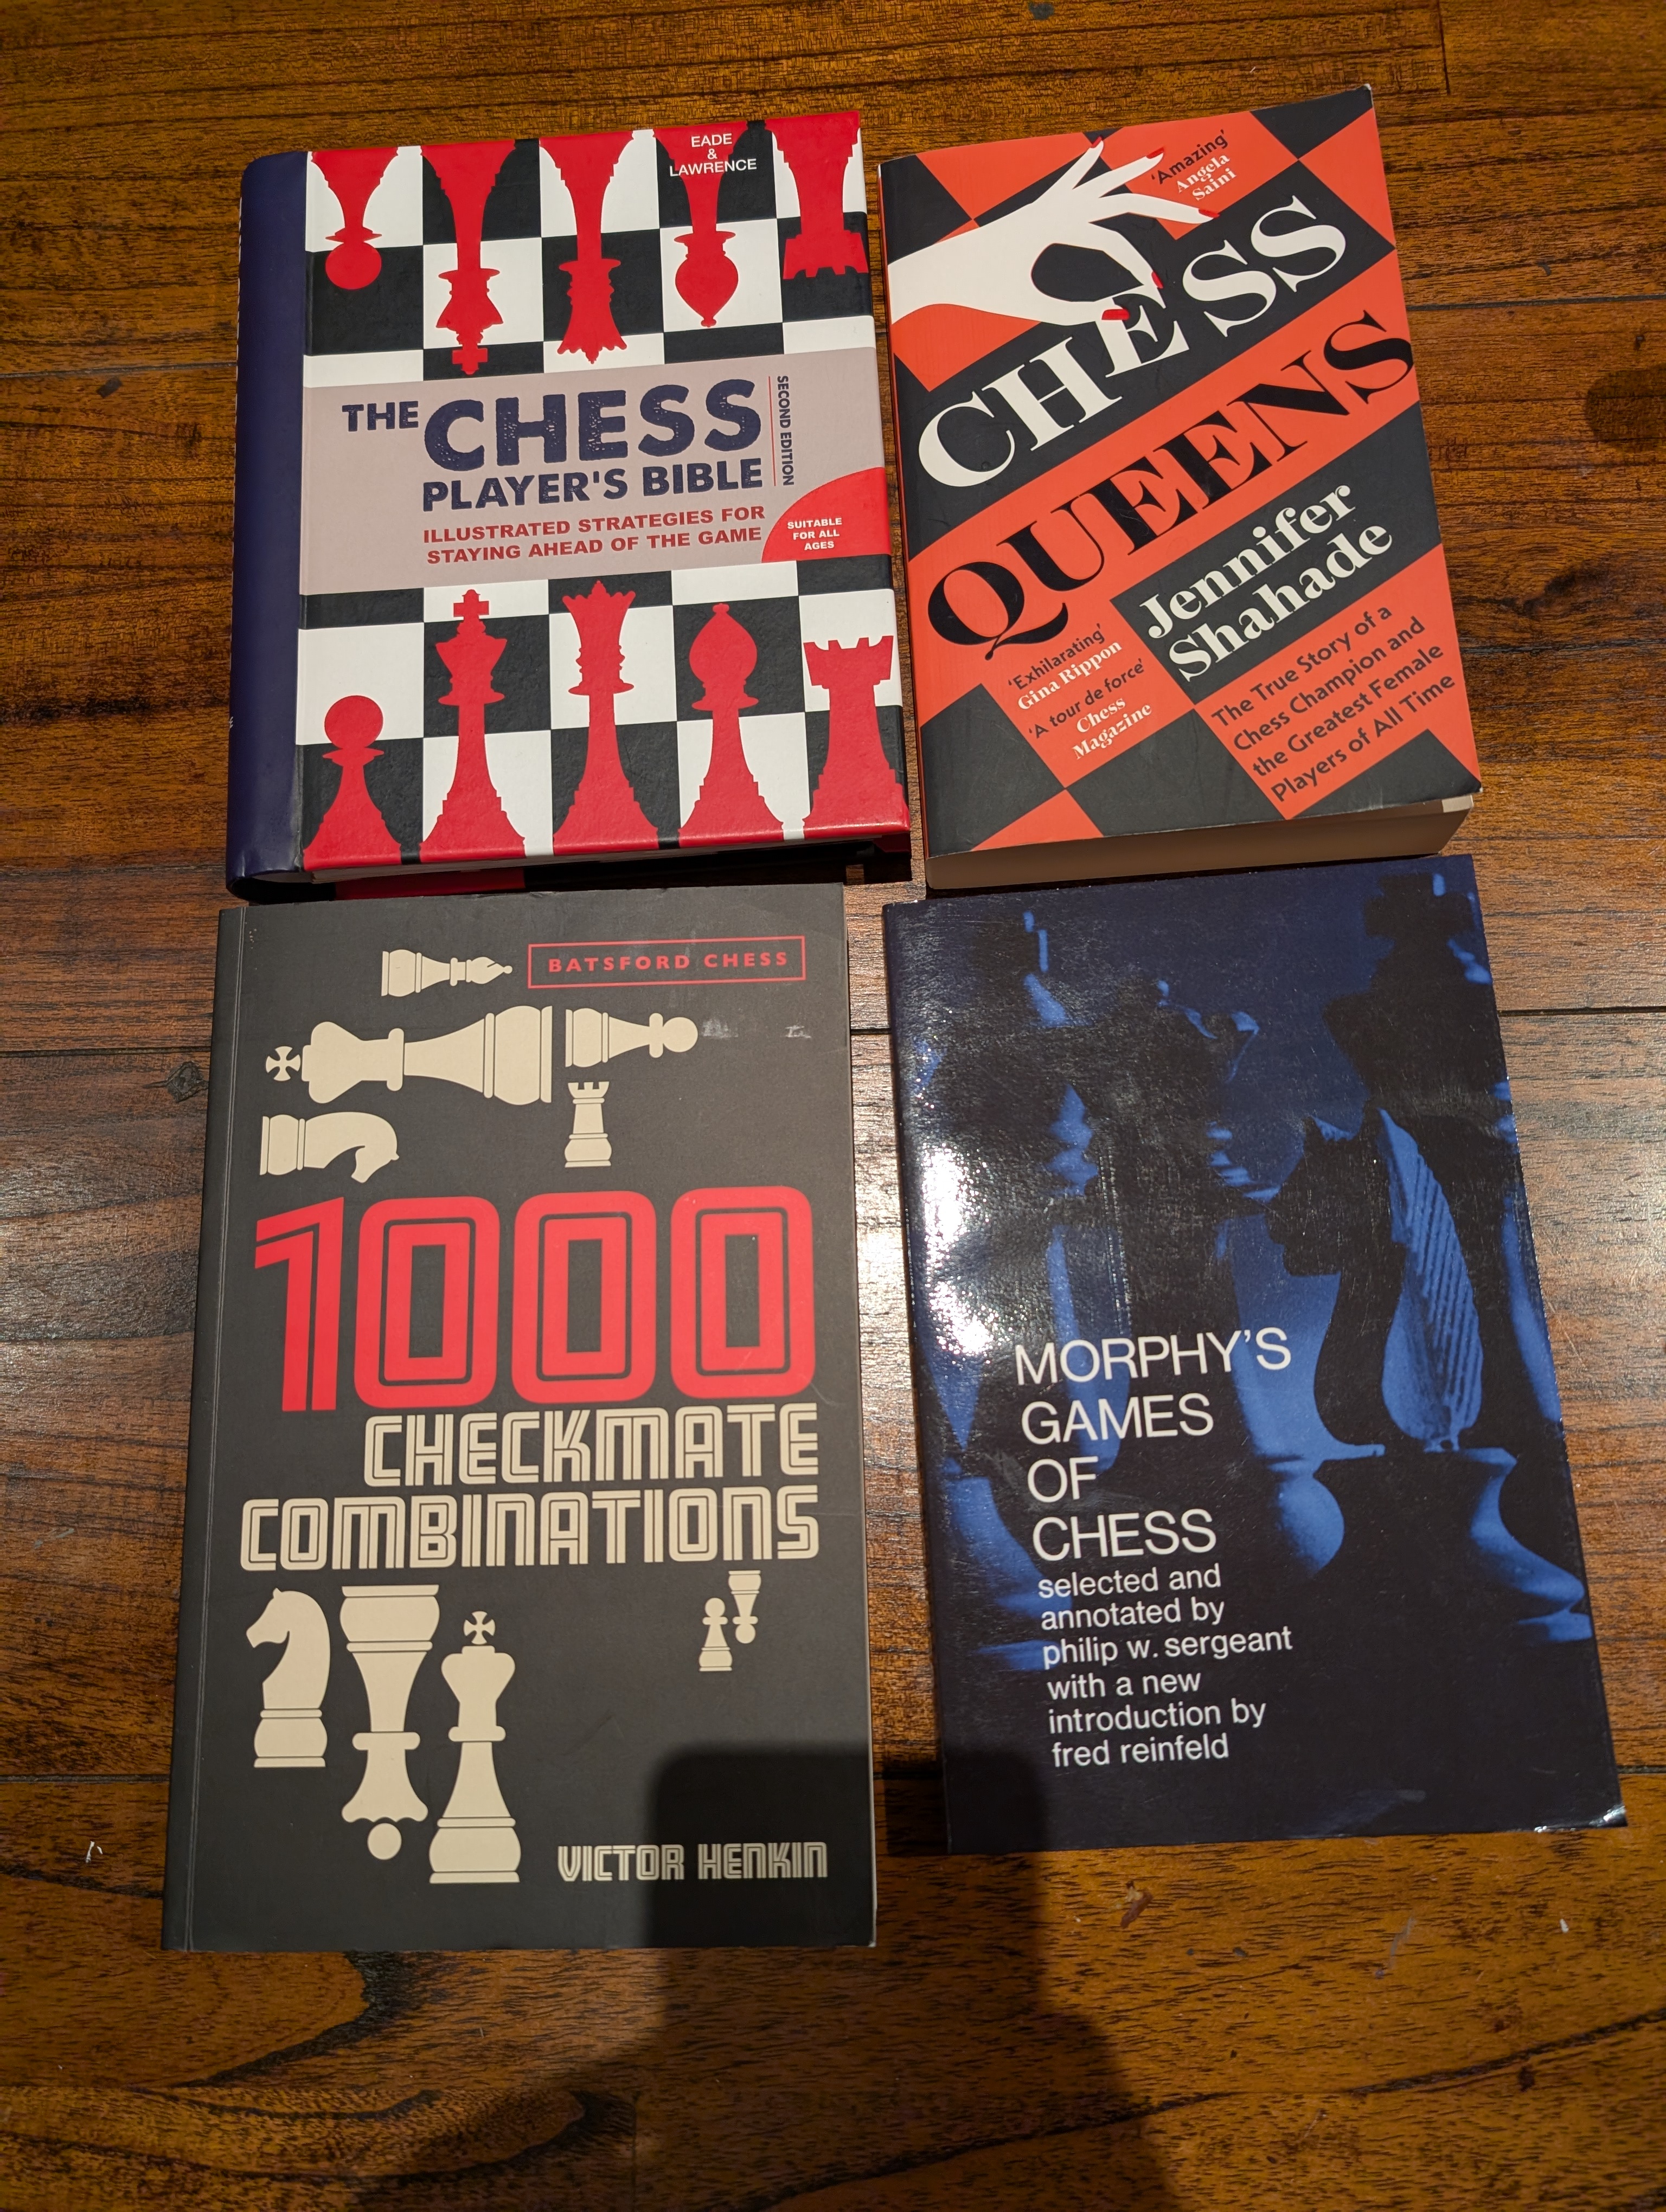 EADE
&
LAWRENCE
THE CHESS
PLAYER'S BIBLE
SECOND EDITION
ILLUSTRATED STRATEGIES FOR
STAYING AHEAD OF THE GAME
SUITABLE
FOR ALL
AGES
'Amazing'
Angela
Saini
CHESS
QUEENS
Jennifer
Shahade
'Exhilarating'
Gina Rippon
'A tour de force'
Chess
Magazine
The True Story of a
Chess Champion and
the Greatest Female
Players of All Time
BATSFORD CHESS
1000
CHECKMATE
COMBINATIONS
VICTOR HENKIN
MORPHY'S
GAMES
OF
CHESS
selected and
annotated by
philip w. sergeant
with a new
introduction by
fred reinfeld